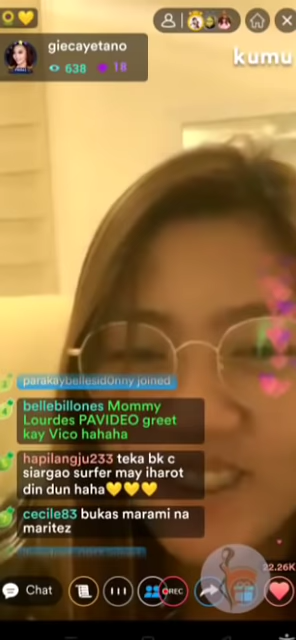 giecayetano
638 18
kumu
parakaybellesid0nny joined
bellebillones Mommy
Lourdes PAVIDEO greet
kay Vico hahaha
hapilangju233 teka bk c
siargao surfer may iharot
din dun haha💛💛💛
cecile83 bukas marami na
maritez
22.26K
Chat
REC